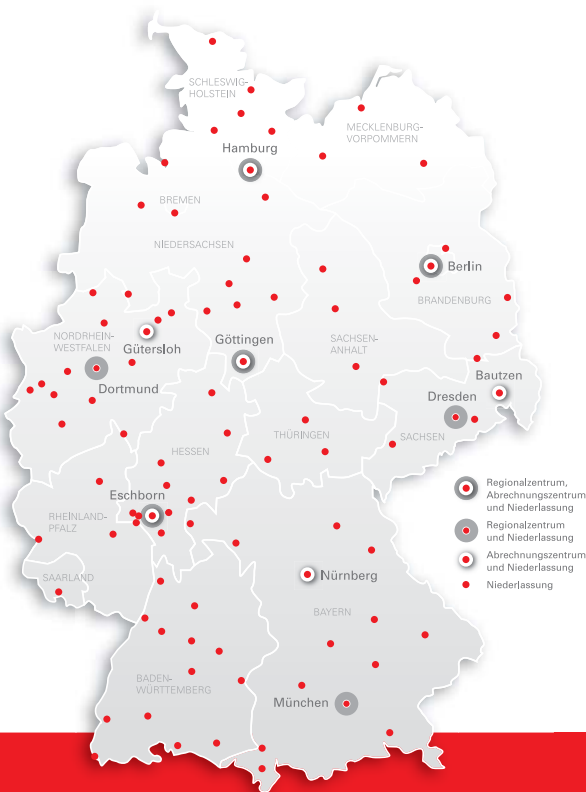 SCHLESWIG-
HOLSTEIN
MECKLENBURG-
VORPOMMERN
Hamburg
BREMEN
NIEDERSACHSEN
Berlin
BRANDENBURG
NORDRHEIN-
WESTFALEN
Gütersloh
Göttingen
SACHSEN-
ANHALT
Dortmund
Bautzen
Dresden
SACHSEN
THÜRINGEN
HESSEN
Eschborn
RHEINLAND-
PFALZ
SAARLAND
Nürnberg
BAYERN
BADEN-
WÜRTTEMBERG
München
Regionalzentrum,
Abrechnungszentrum
und Niederlassung
Regionalzentrum
und Niederlassung
Abrechnungszentrum
und Niederlassung
Niederlassung